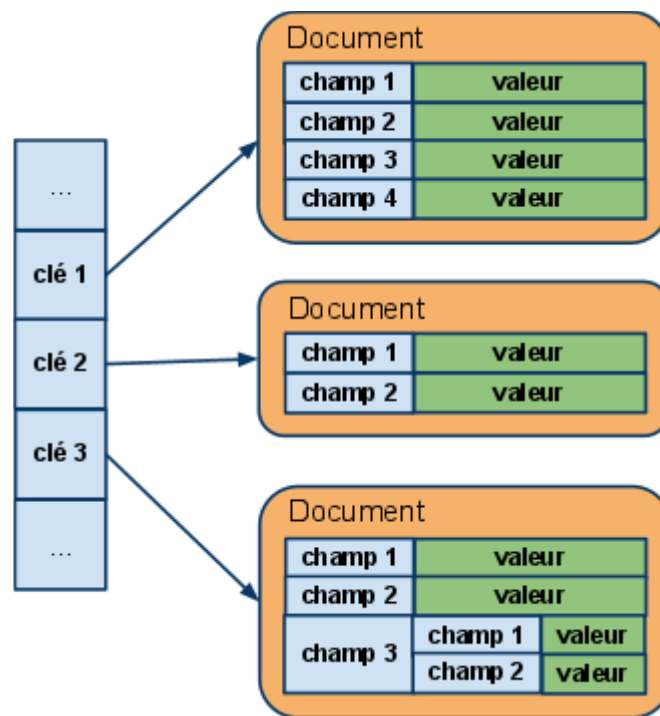 ...
clé 1
clé 2
clé 3
...
Document
champ 1 valeur
champ 2 valeur
champ 3 valeur
champ 4 valeur
Document
champ 1 valeur
champ 2 valeur
Document
champ 1 valeur
champ 2 valeur
champ 3
champ 1 valeur
champ 2 valeur